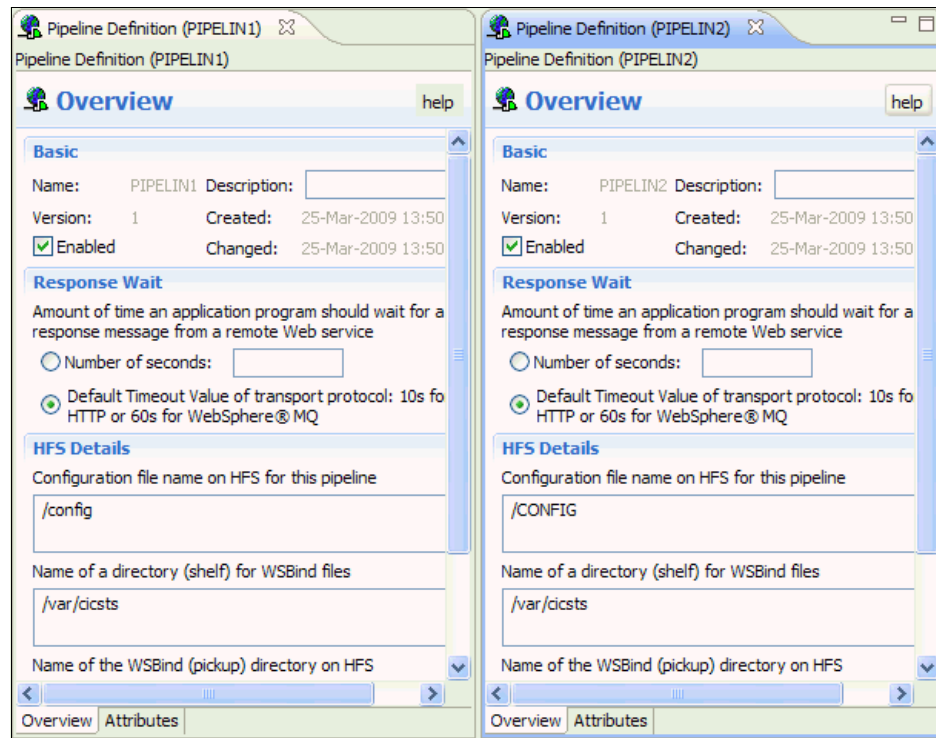 Pipeline Definition (PIPELIN1)
Pipeline Definition (PIPELIN1)
Overview
help
Basic
Name: PIPELIN1 Description:
Version: 1 Created: 25-Mar-2009 13:50
Enabled Changed: 25-Mar-2009 13:50
Response Wait
Amount of time an application program should wait for a
response message from a remote Web service
Number of seconds:
Default Timeout Value of transport protocol: 10s fo
HTTP or 60s for WebSphere® MQ
HFS Details
Configuration file name on HFS for this pipeline
/config
Name of a directory (shelf) for WSBind files
/var/cicsts
Name of the WSBind (pickup) directory on HFS
Overview Attributes
Pipeline Definition (PIPELIN2)
Pipeline Definition (PIPELIN2)
Overview
help
Basic
Name: PIPELIN2 Description:
Version: 1 Created: 25-Mar-2009 13:50
Enabled Changed: 25-Mar-2009 13:50
Response Wait
Amount of time an application program should wait for a
response message from a remote Web service
Number of seconds:
Default Timeout Value of transport protocol: 10s fo
HTTP or 60s for WebSphere® MQ
HFS Details
Configuration file name on HFS for this pipeline
/CONFIG
Name of a directory (shelf) for WSBind files
/var/cicsts
Name of the WSBind (pickup) directory on HFS
Overview Attributes